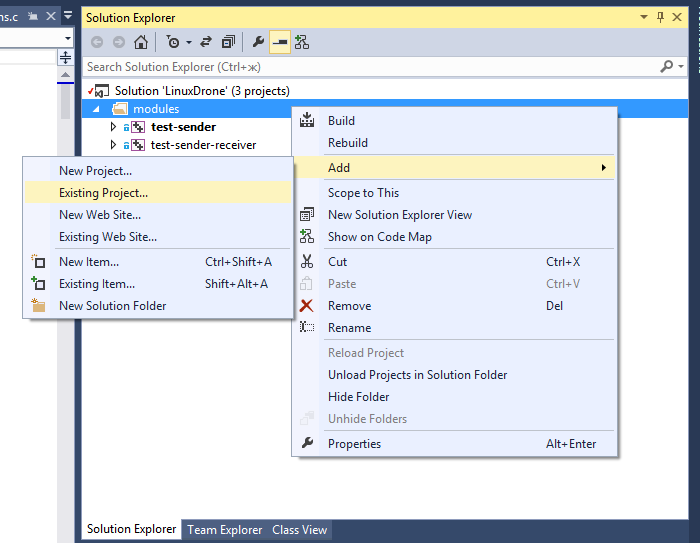 ns.c
Solution Explorer
Search Solution Explorer (Ctrl+ж)
Solution 'LinuxDrone' (3 projects)
modules
test-sender
test-sender-receiver
Build
Rebuild
Add
Scope to This
New Solution Explorer View
Show on Code Map
Cut Ctrl+X
Paste Ctrl+V
Remove Del
Rename
Reload Project
Unload Projects in Solution Folder
Hide Folder
Unhide Folders
Properties Alt+Enter
New Project...
Existing Project...
New Web Site...
Existing Web Site...
New Item... Ctrl+Shift+A
Existing Item... Shift+Alt+A
New Solution Folder
Solution Explorer Team Explorer Class View